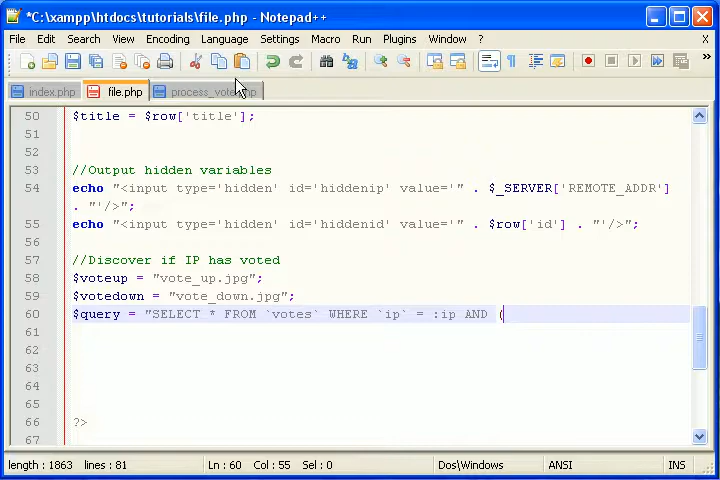 *C:\xampp\htdocs\tutorials\file.php - Notepad++
File Edit Search View Encoding Language Settings Macro Run Plugins Window ? X
index.php file.php process_vote.php
50 $title = $row['title'];
51
52
53 //Output hidden variables
54 echo "<input type='hidden' id='hiddenip' value='" . $_SERVER['REMOTE_ADDR']
. "'/>";
55 echo "<input type='hidden' id='hiddenid' value='" . $row['id'] . "'/>";
56
57 //Discover if IP has voted
58 $voteup = "vote_up.jpg";
59 $votedown = "vote_down.jpg";
60 $query = "SELECT * FROM `votes` WHERE `ip` = :ip AND (
61
62
63
64
65
66 ?>
67
length : 1863 lines : 81 Ln : 60 Col : 55 Sel : 0 Dos\Windows ANSI INS